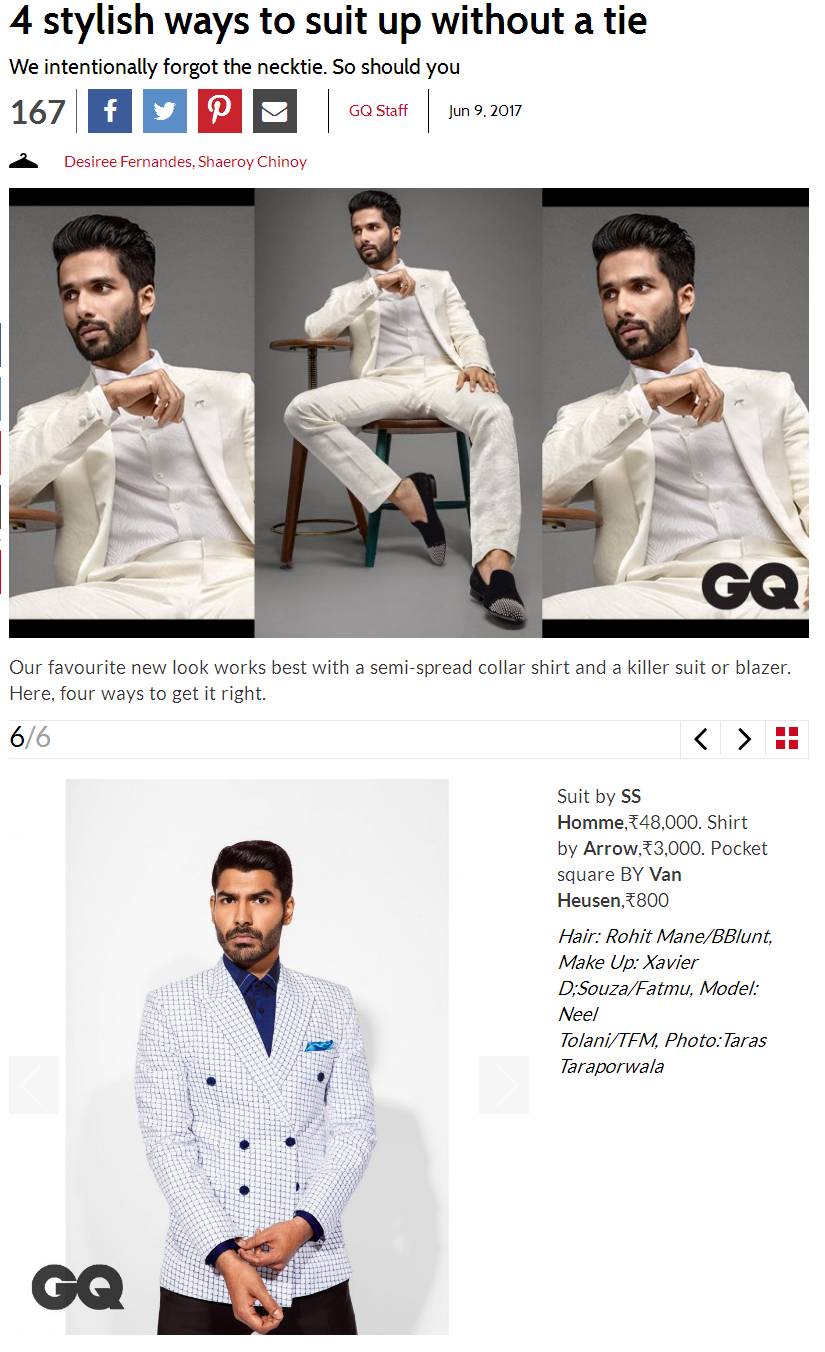 4 stylish ways to suit up without a tie
We intentionally forgot the necktie. So should you
167
GQ Staff
Jun 9, 2017
Desiree Fernandes, Shaeroy Chinoy
GQ
Our favourite new look works best with a semi-spread collar shirt and a killer suit or blazer.
Here, four ways to get it right.
6/6
Suit by SS
Homme,₹48,000. Shirt
by Arrow,₹3,000. Pocket
square BY Van
Heusen,₹800
Hair: Rohit Mane/BBlunt,
Make Up: Xavier
D;Souza/Fatmu, Model:
Neel
Tolani/TFM, Photo:Taras
Taraporwala
GQ